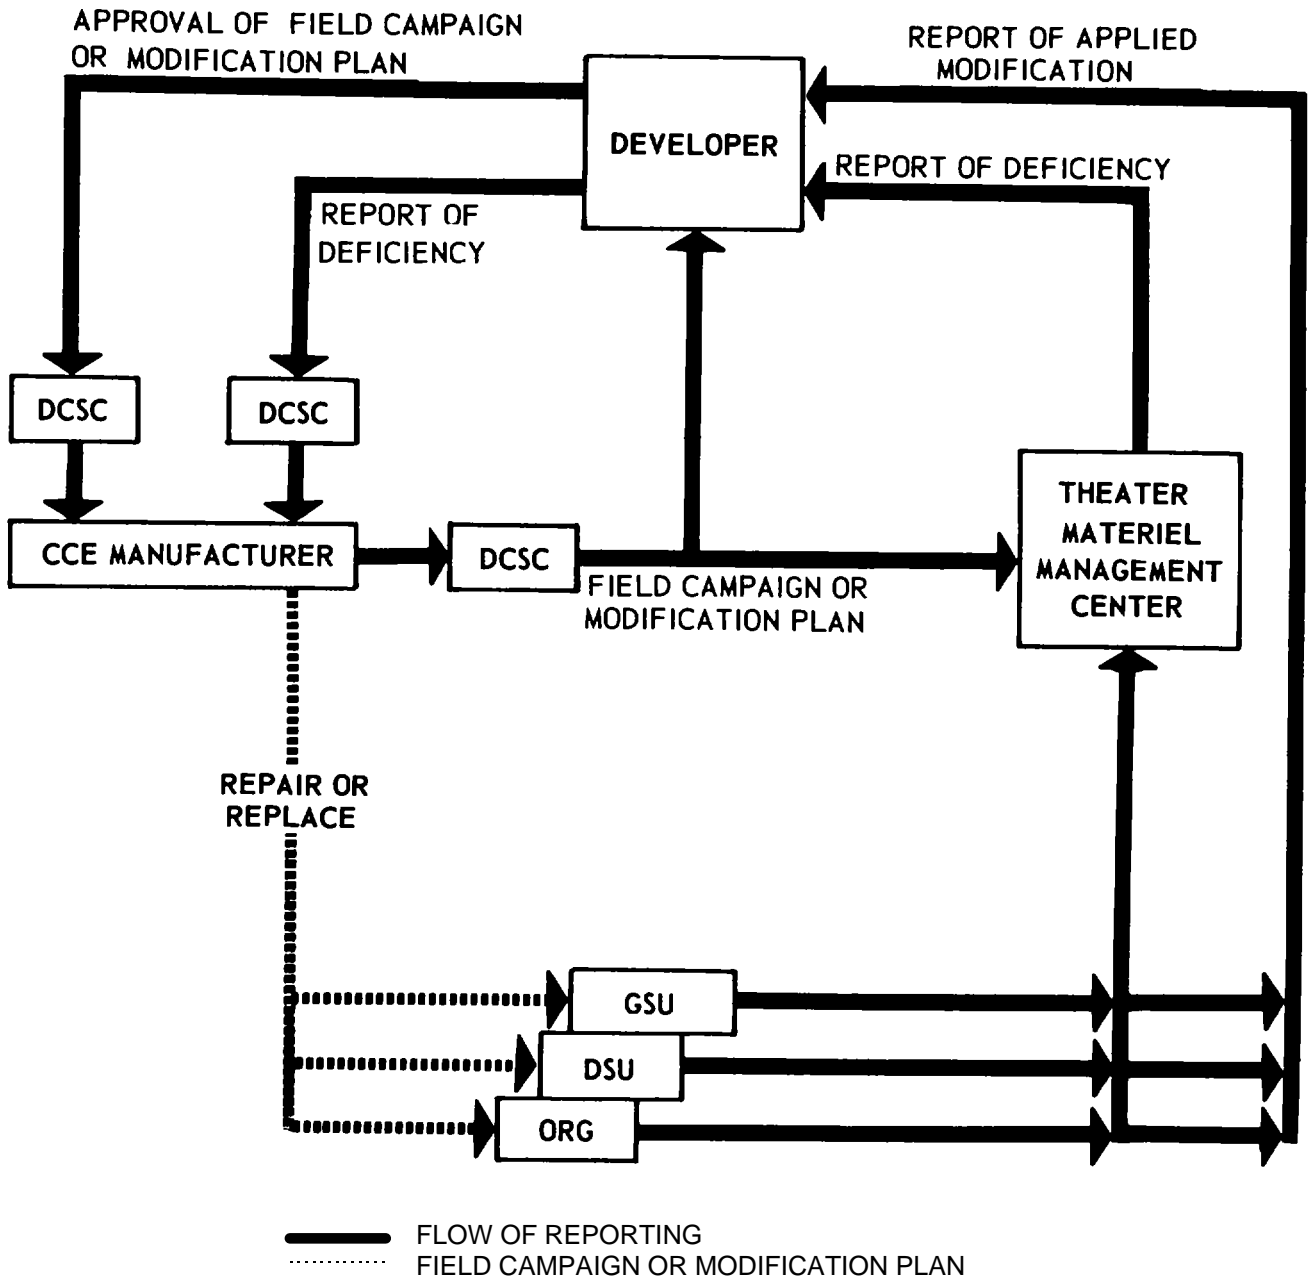 APPROVAL OF FIELD CAMPAIGN
OR MODIFICATION PLAN
REPORT OF APPLIED
MODIFICATION
DEVELOPER
REPORT OF DEFICIENCY
REPORT OF
DEFICIENCY
DCSC
DCSC
THEATER
MATERIEL
MANAGEMENT
CENTER
CCE MANUFACTURER
DCSC
FIELD CAMPAIGN OR
MODIFICATION PLAN
REPAIR OR
REPLACE
GSU
DSU
ORG
FLOW OF REPORTING
FIELD CAMPAIGN OR MODIFICATION PLAN